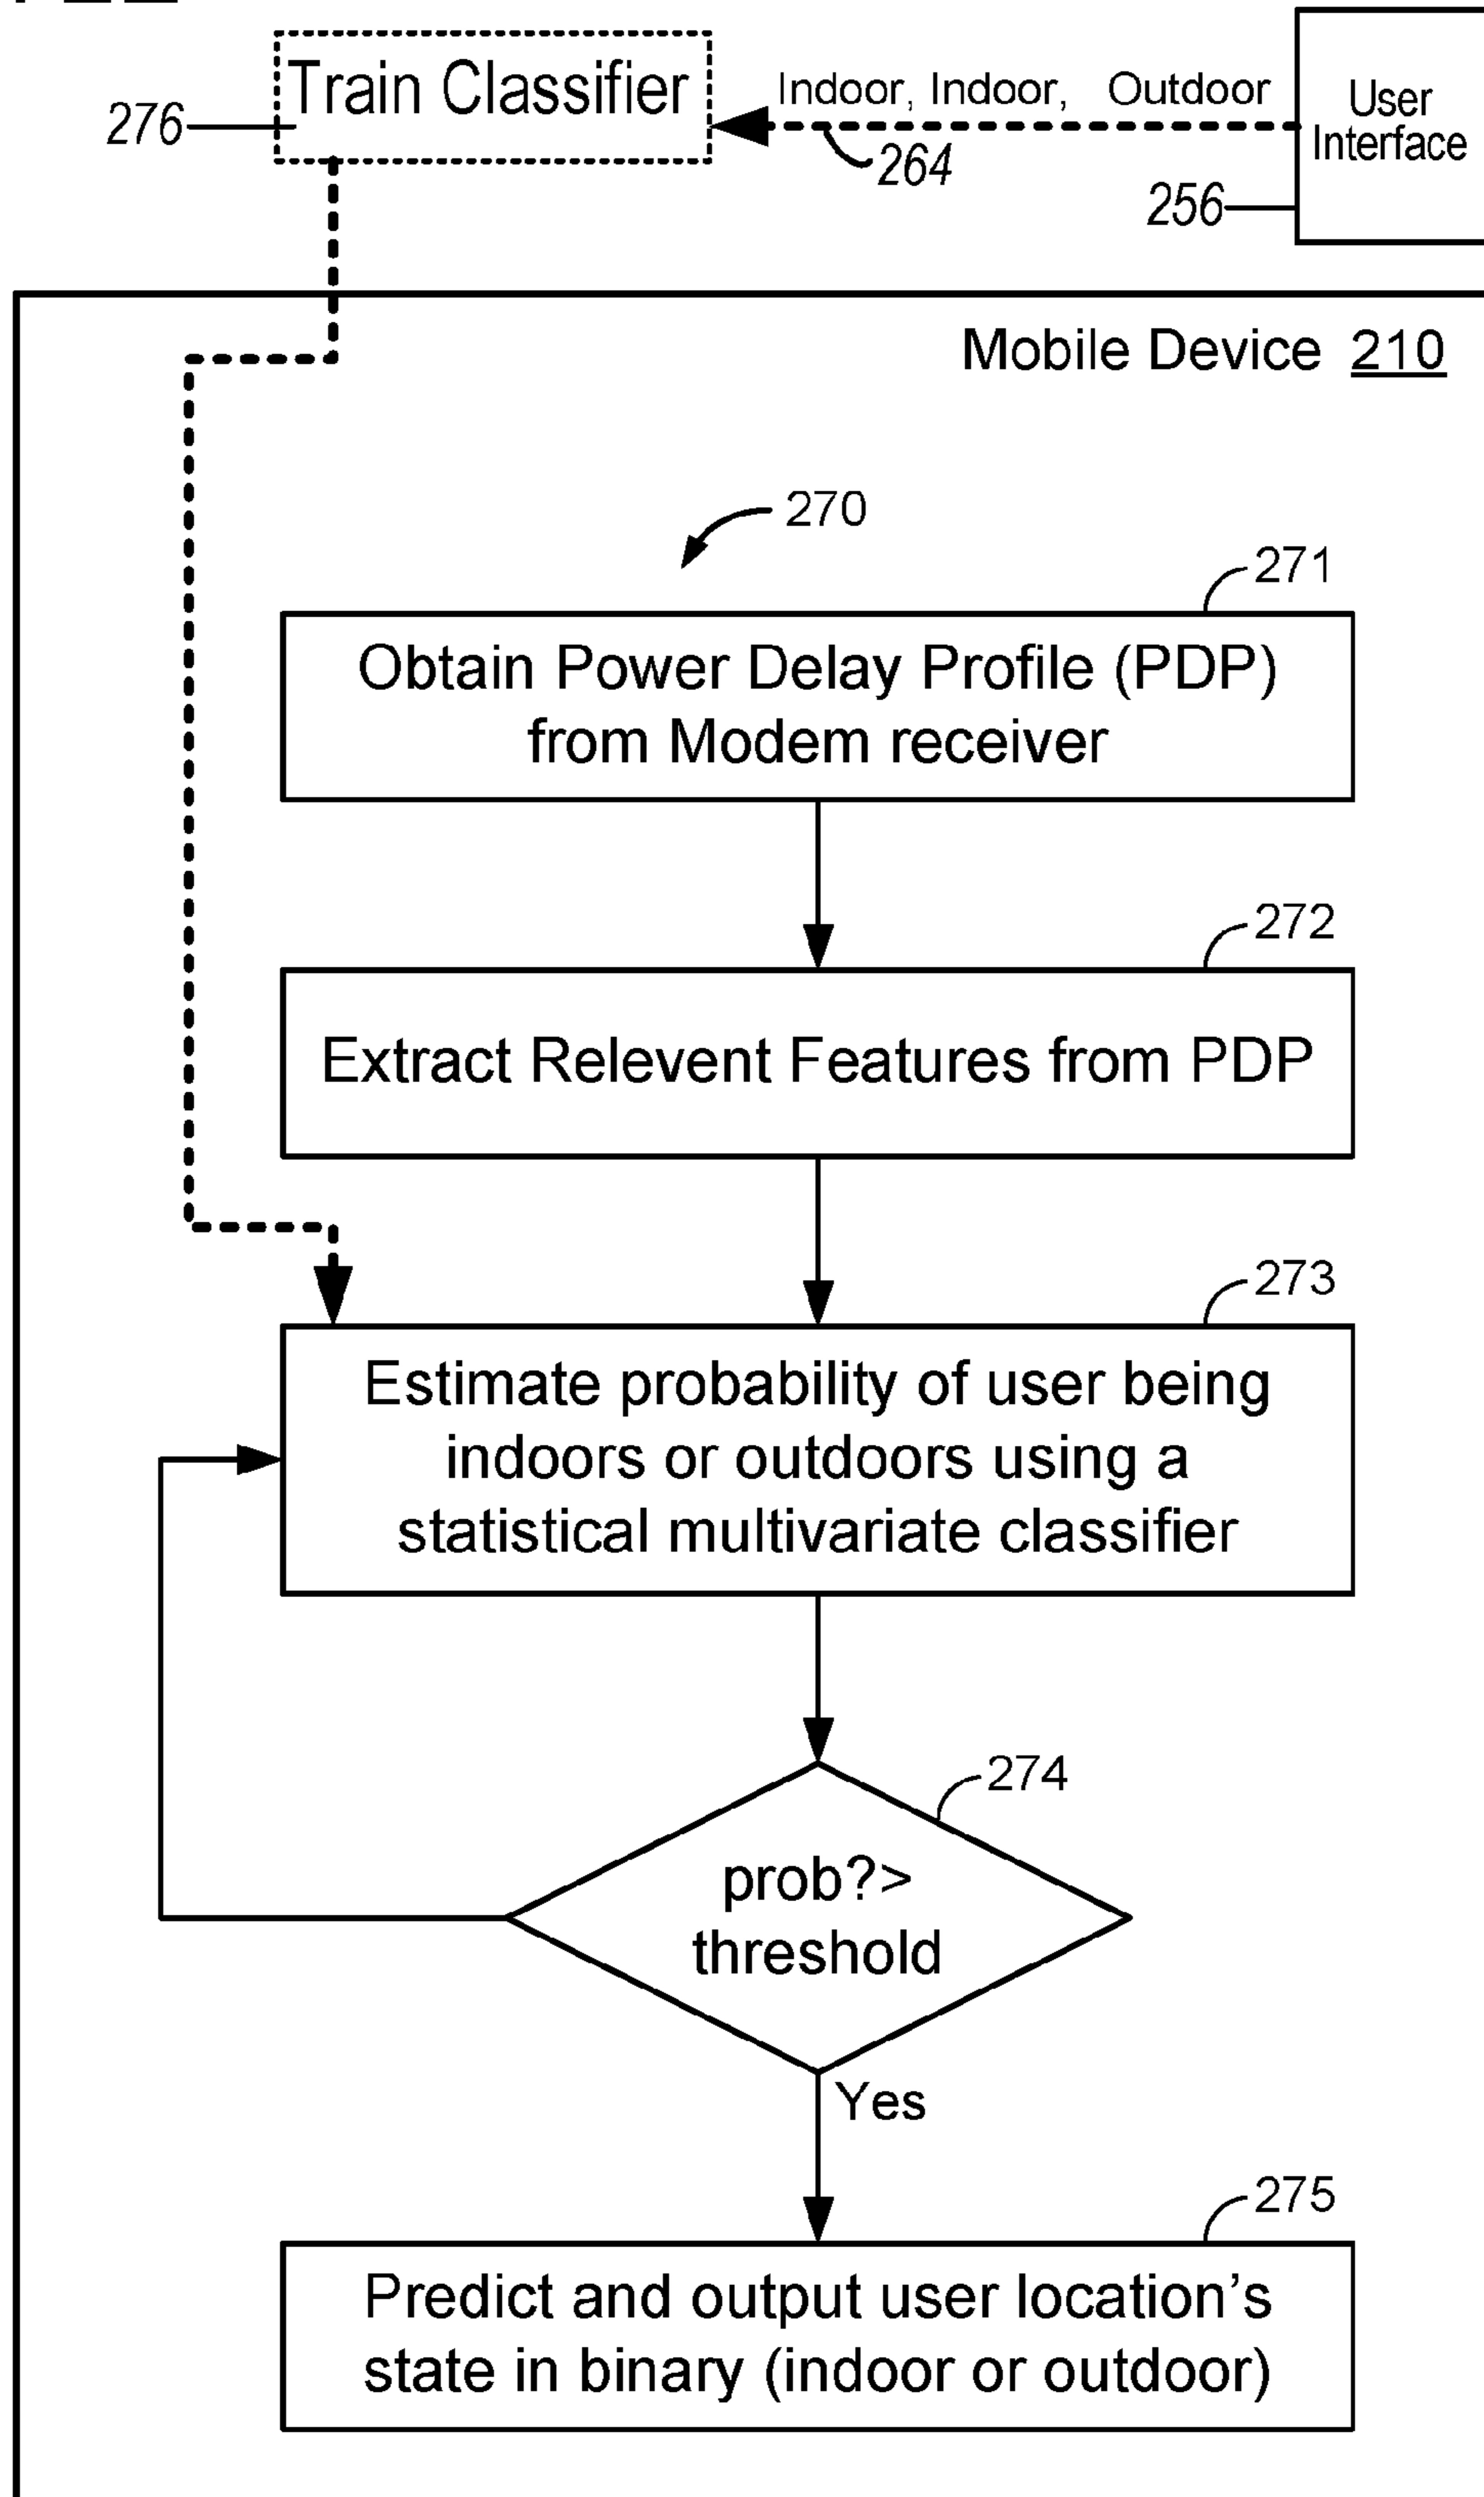 Train Classifier
276
Indoor, Indoor, Outdoor
264
User
Interface
256
Mobile Device 210
270
271
Obtain Power Delay Profile (PDP)
from Modem receiver
272
Extract Relevent Features from PDP
273
Estimate probability of user being
indoors or outdoors using a
statistical multivariate classifier
274
prob?>
threshold
Yes
275
Predict and output user location’s
state in binary (indoor or outdoor)